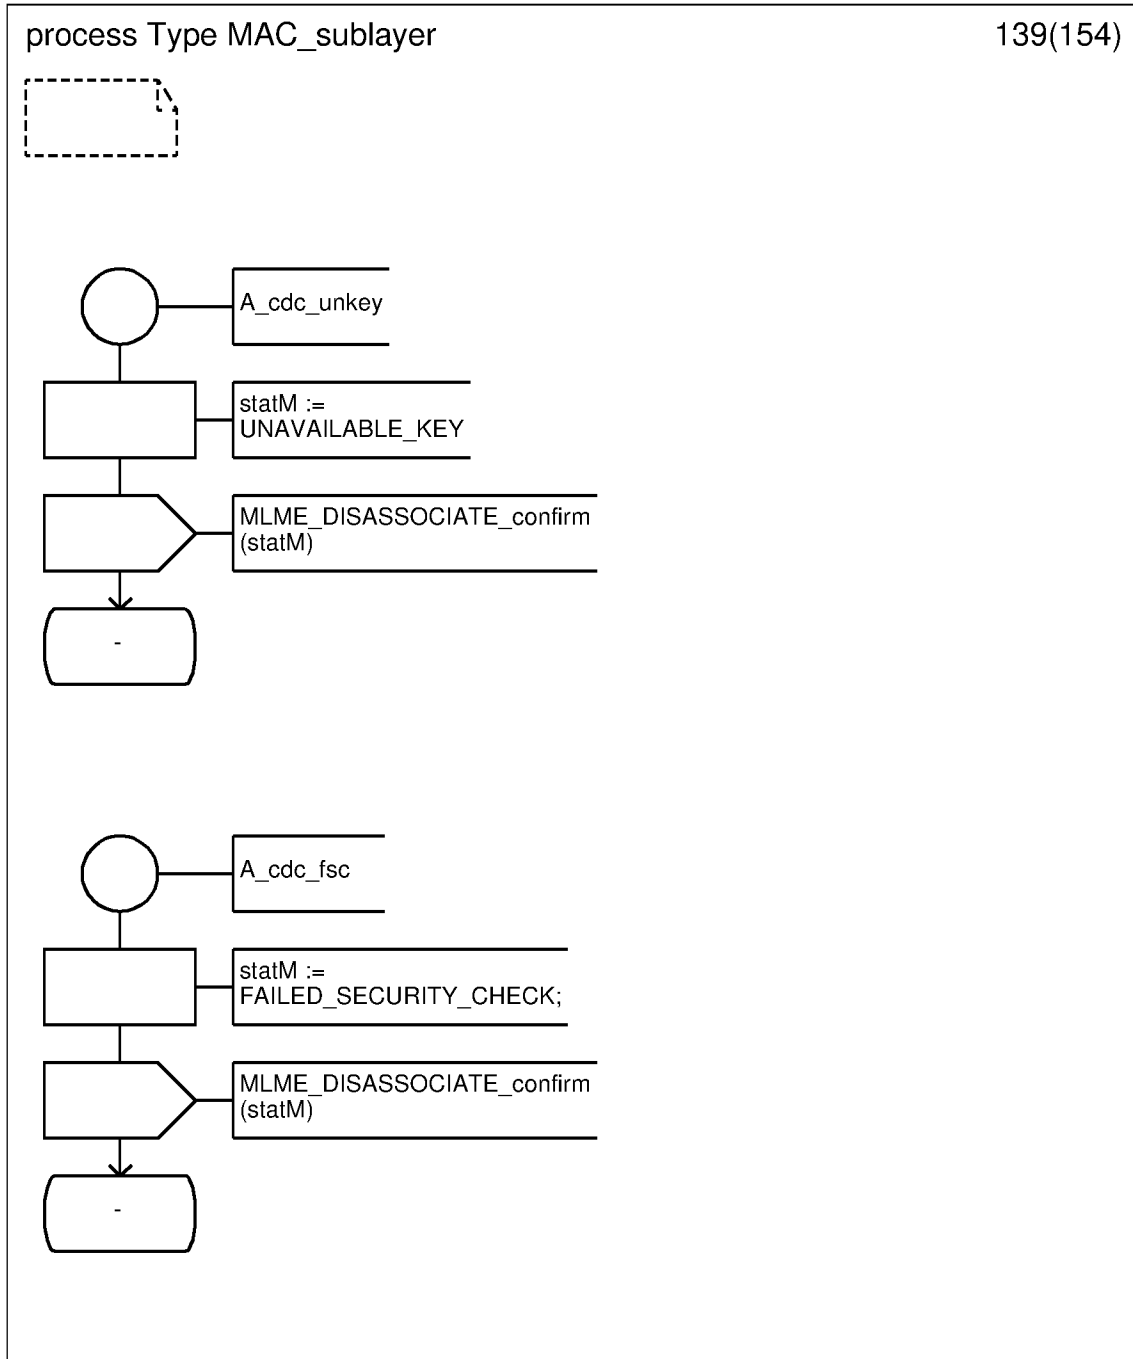 process Type MAC_sublayer
139(154)
A_cdc_unkey
statM :=
UNAVAILABLE_KEY
MLME_DISASSOCIATE_confirm
(statM)
-
A_cdc_fsc
statM :=
FAILED_SECURITY_CHECK;
MLME_DISASSOCIATE_confirm
(statM)
-